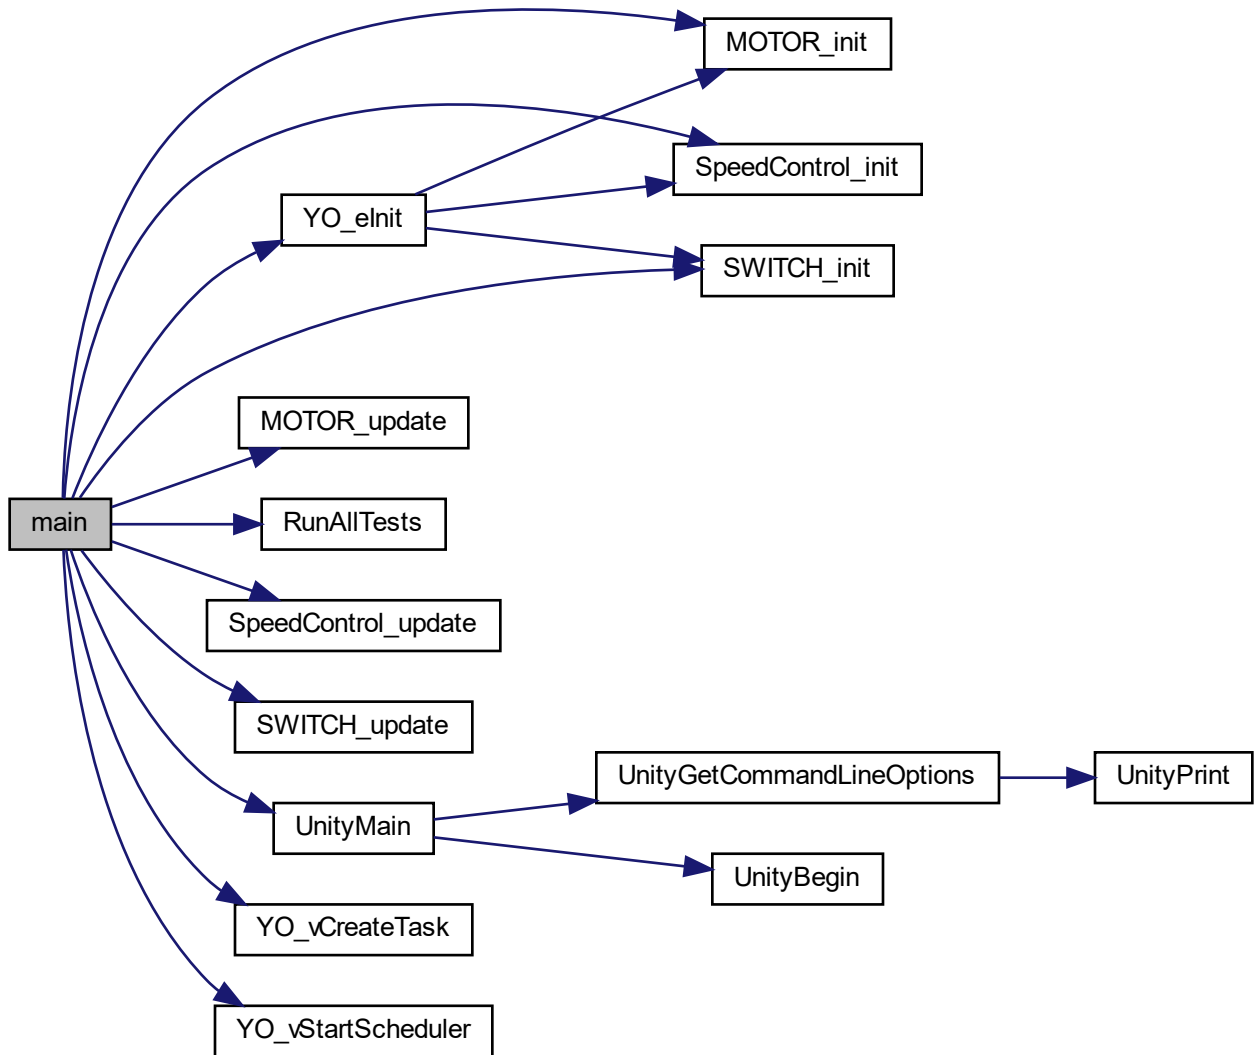 MOTOR_init
SpeedControl_init
YO_eInit
SWITCH_init
MOTOR_update
main
RunAllTests
SpeedControl_update
SWITCH_update
UnityGetCommandLineOptions
UnityPrint
UnityMain
UnityBegin
YO_vCreateTask
YO_vStartScheduler